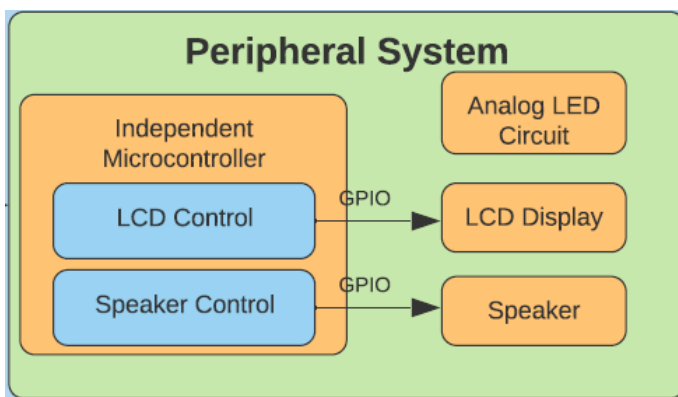 Peripheral System
Independent
Microcontroller
Analog LED
Circuit
LCD Control
GPIO
LCD Display
Speaker Control
GPIO
Speaker